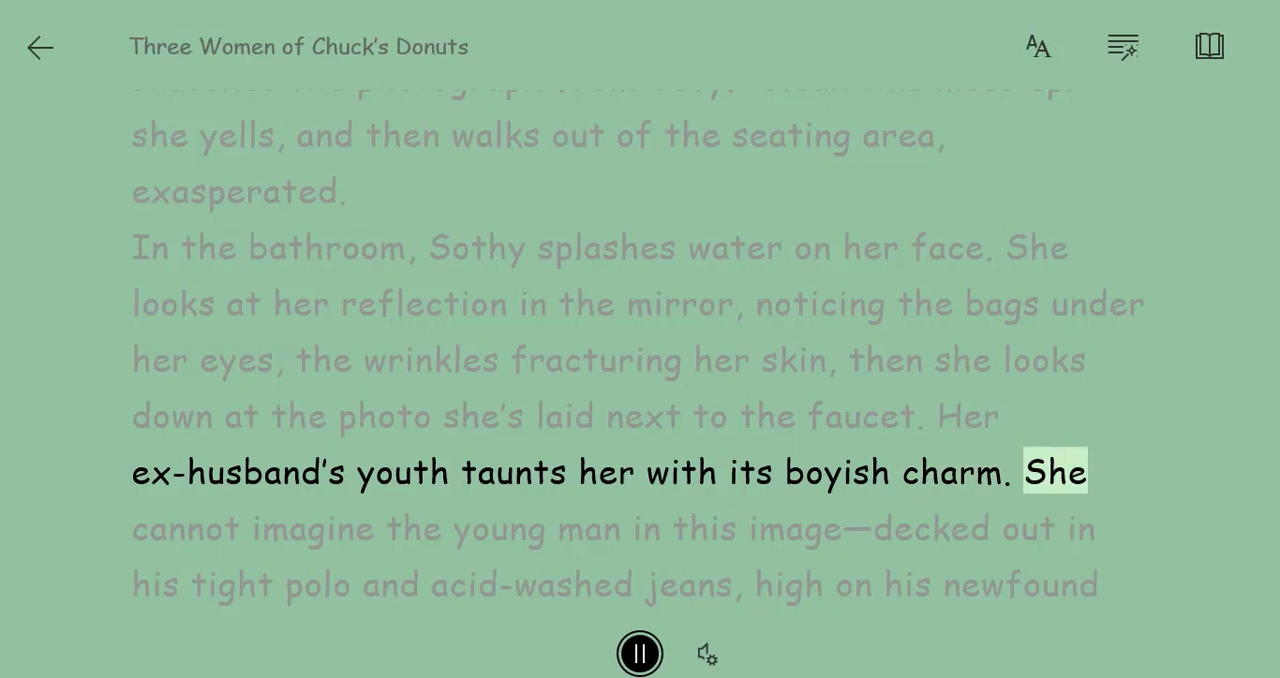 Three Women of Chuck's Donuts
she yells, and then walks out of the seating area,
exasperated.
In the bathroom, Sothy splashes water on her face. She
looks at her reflection in the mirror, noticing the bags under
her eyes, the wrinkles fracturing her skin, then she looks
down at the photo she's laid next to the faucet. Her
ex-husband's youth taunts her with its boyish charm. She
cannot imagine the young man in this image—decked out in
his tight polo and acid-washed jeans, high on his newfound